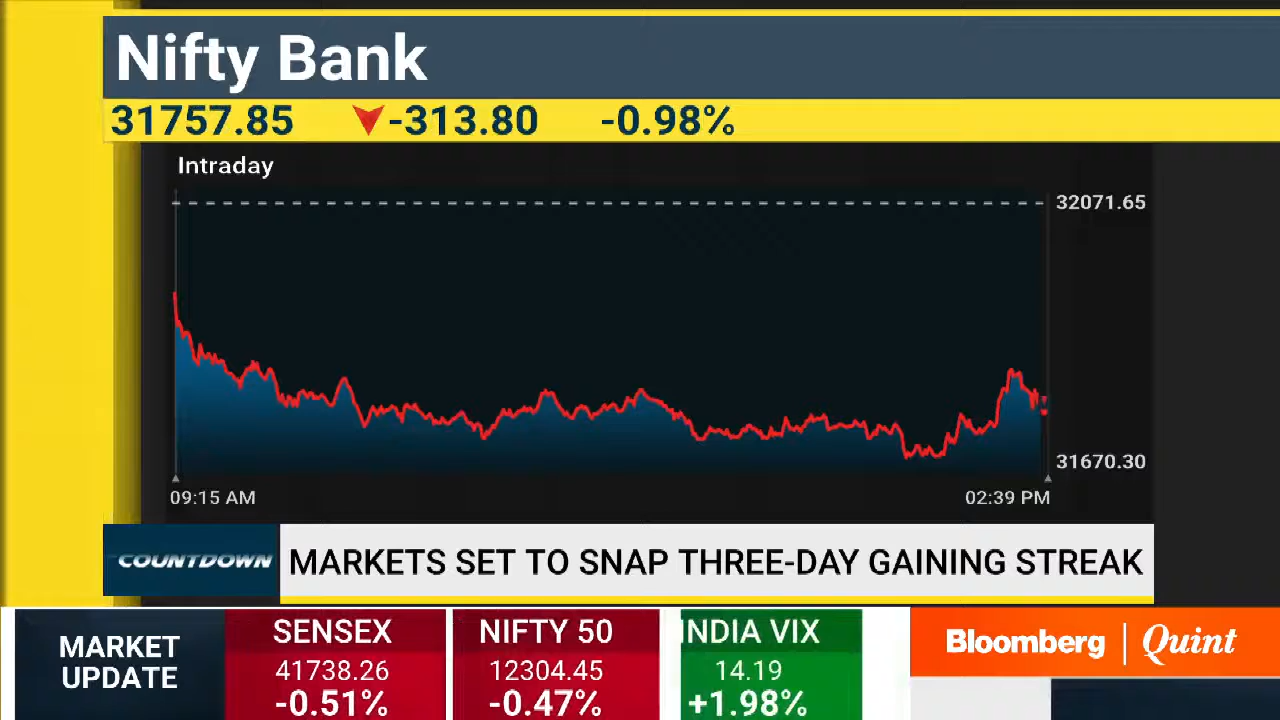 Nifty Bank
31757.85 -313.80 -0.98%
Intraday
32071.65
31670.30
09:15 AM 02:39 PM
COUNTDOWN MARKETS SET TO SNAP THREE-DAY GAINING STREAK
MARKET UPDATE
SENSEX
41738.26
-0.51%
NIFTY 50
12304.45
-0.47%
INDIA VIX
14.19
+1.98%
Bloomberg | Quint